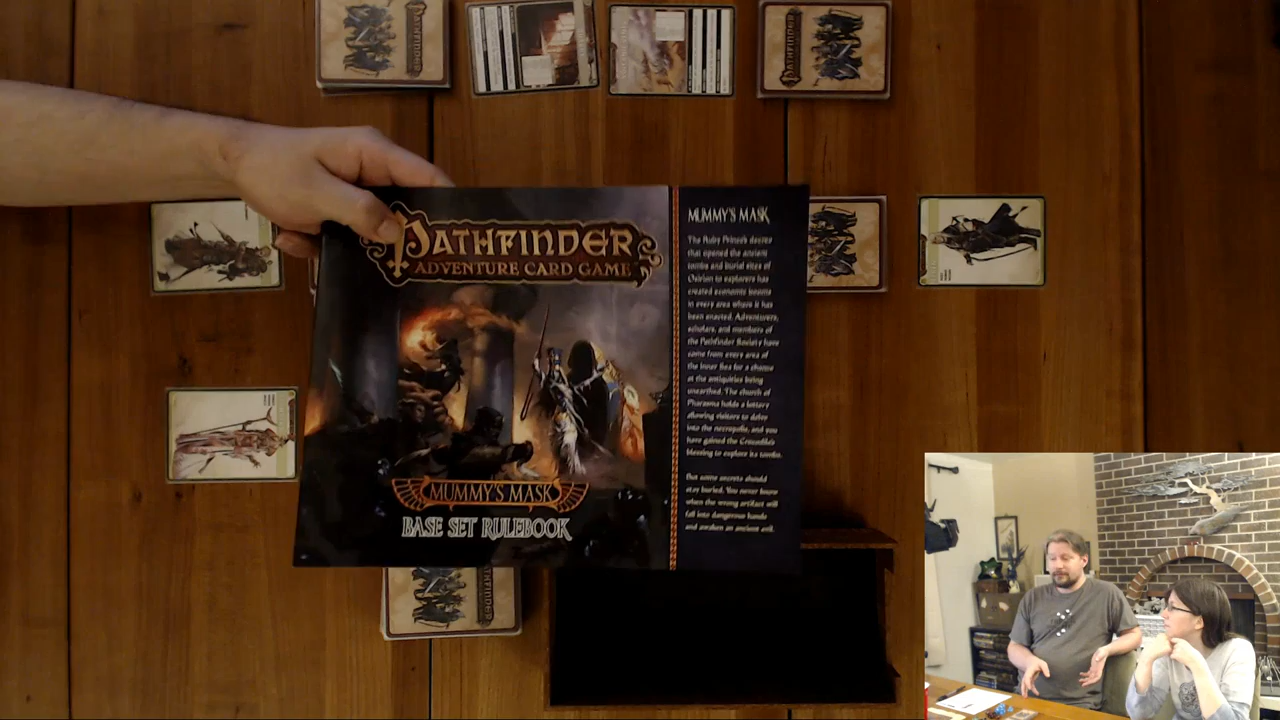 PATHFINDER
PATHFINDER
PATHFINDER
ADVENTURE CARD GAME
MUMMY'S MASK
BASE SET RULEBOOK
MUMMY'S MASK
The Ruby Prince's decree
that opened the ancient
tombs and burial sites of
Osirion to explorers has
created economic booms
in every area where it has
been enacted. Adventurers,
scholars, and members of
the Pathfinder Society have
come from every area of
the Inner Sea for a chance
at the antiquities being
unearthed. The church of
Pharasma holds a lottery
allowing visitors to delve
into the necropolis, and you
have gained the Crocodile's
blessing to explore its tombs.
But some secrets should
stay buried. You never know
when the wrong artifact will
fall into dangerous hands
and awaken an ancient evil.
PATHFINDER
PATHFINDER